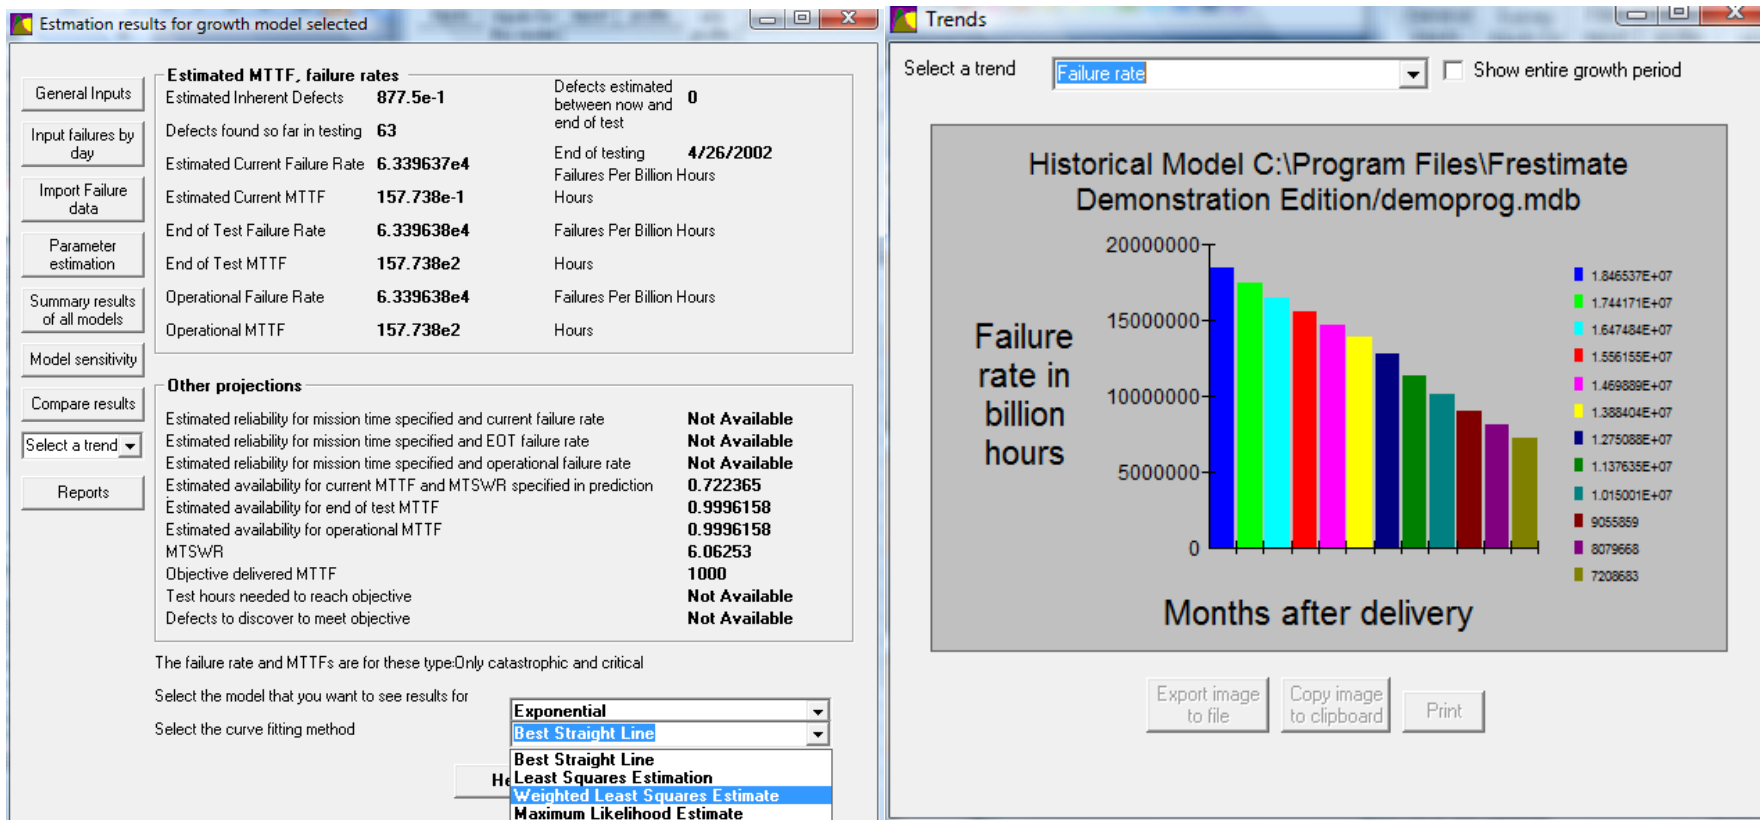 Estmation results for growth model selected
General Inputs
Input failures by
day
Import Failure
data
Parameter
estimation
Summary results
of all models
Model sensitivity
Compare results
Select a trend
Reports
Estimated MTTF, failure rates
Estimated Inherent Defects 877.5e-1
Defects estimated
between now and 0
end of test
Defects found so far in testing 63
End of testing 4/26/2002
Estimated Current Failure Rate 6.339637e4 Failures Per Billion Hours
Estimated Current MTTF 157.738e-1 Hours
End of Test Failure Rate 6.339638e4 Failures Per Billion Hours
End of Test MTTF 157.738e2 Hours
Operational Failure Rate 6.339638e4 Failures Per Billion Hours
Operational MTTF 157.738e2 Hours
Other projections
Estimated reliability for mission time specified and current failure rate Not Available
Estimated reliability for mission time specified and EOT failure rate Not Available
Estimated reliability for mission time specified and operational failure rate Not Available
Estimated availability for current MTTF and MTSWR specified in prediction 0.722365
Estimated availability for end of test MTTF 0.9996158
Estimated availability for operational MTTF 0.9996158
MTSWR 6.06253
Objective delivered MTTF 1000
Test hours needed to reach objective Not Available
Defects to discover to meet objective Not Available
The failure rate and MTTFs are for these type:Only catastrophic and critical
Select the model that you want to see results for
Exponential
Select the curve fitting method
Best Straight Line
Best Straight Line
He
Least Squares Estimation
Weighted Least Squares Estimate
Maximum Likelihood Estimate
Trends
Select a trend Failure rate Show entire growth period
Historical Model C:\Program Files\Frestimate
Demonstration Edition/demoprog.mdb
Failure
rate in
billion
hours
20000000
15000000
10000000
5000000
0
1.846537E+07
1.744171E+07
1.647484E+07
1.556155E+07
1.469889E+07
1.388404E+07
1.275088E+07
1.137635E+07
1.015001E+07
9055859
8079668
7208683
Months after delivery
Export image
to file
Copy image
to clipboard
Print